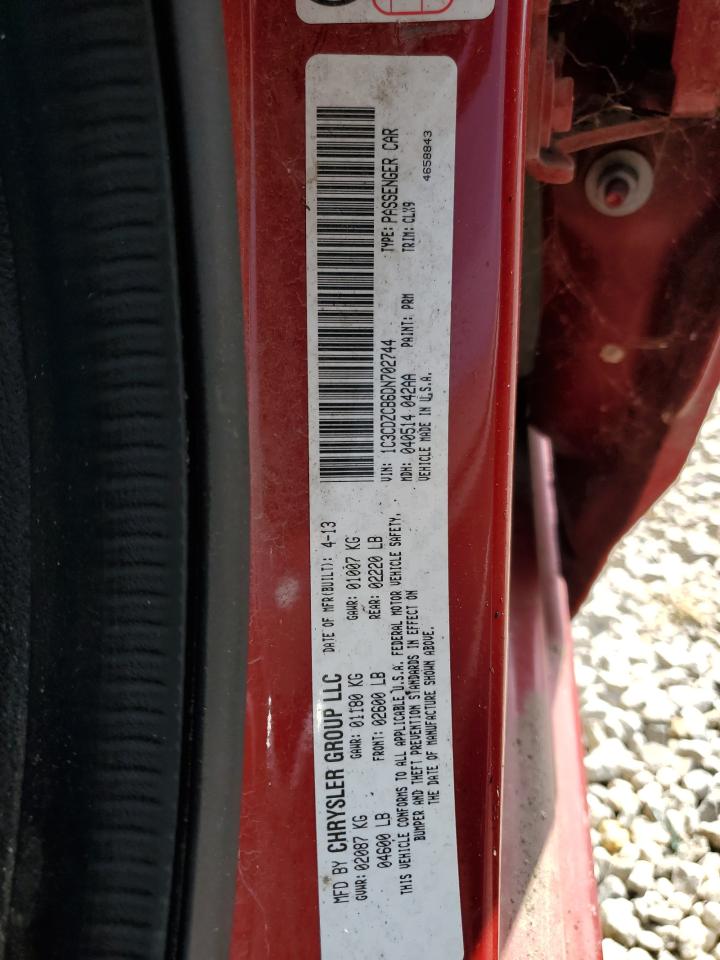 MFD BY CHRYSLER GROUP LLC DATE OF MFR(BUILT): 4-13
GVWR: 02087 KG GAWR: 01180 KG GAWR: 01007 KG
04600 LB FRONT: 02600 LB REAR: 02220 LB
THIS VEHICLE CONFORMS TO ALL APPLICABLE U.S.A. FEDERAL MOTOR VEHICLE SAFETY,
BUMPER AND THEFT PREVENTION STANDARDS IN EFFECT ON
THE DATE OF MANUFACTURE SHOWN ABOVE.
VIN: 1C3CDZCB6DN702744 TYPE: PASSENGER CAR
MDH: 040514 042AA PAINT: PRM TRIM: CLX9
VEHICLE MADE IN U.S.A.
4658843